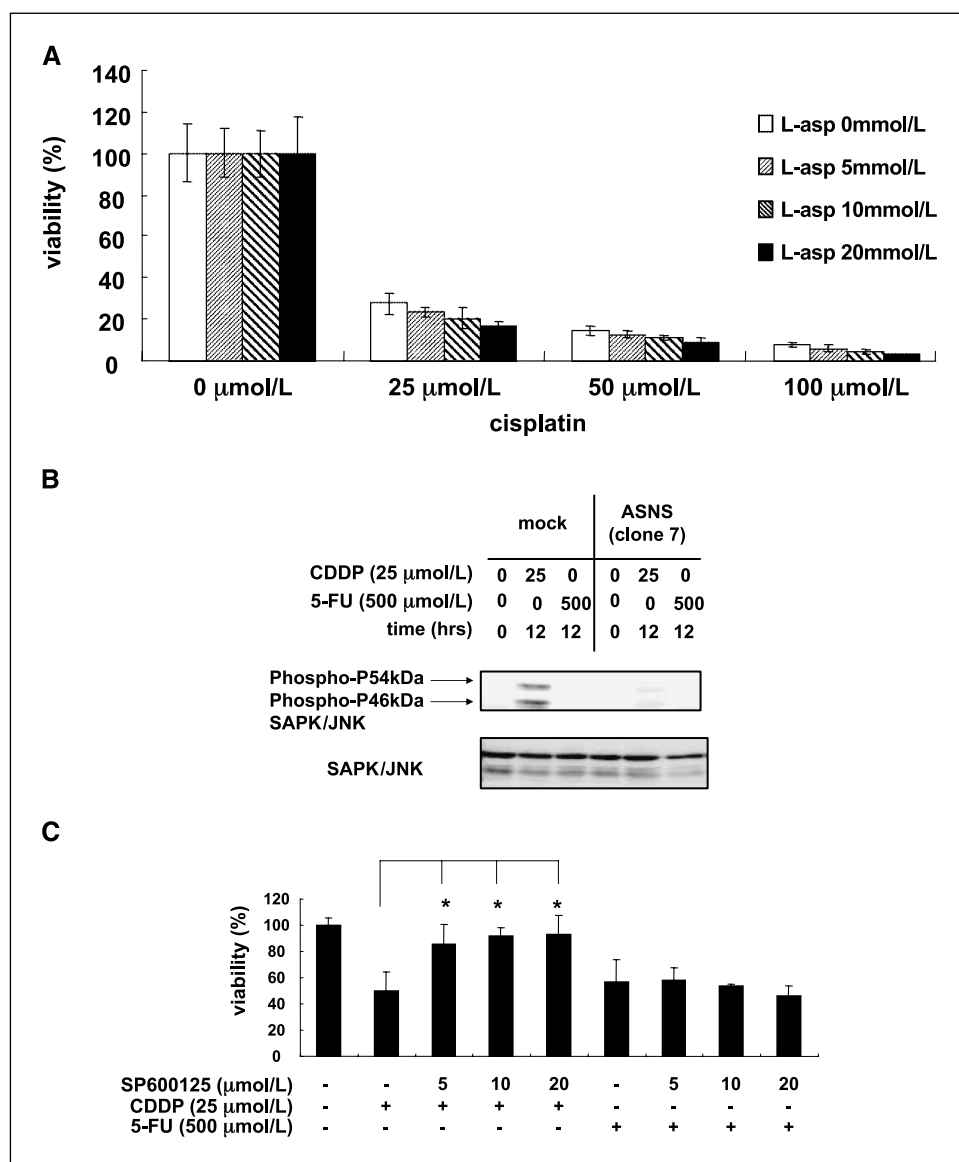 A
140
120
100
80
60
40
20
0
viability (%)
L-asp 0mmol/L
L-asp 5mmol/L
L-asp 10mmol/L
L-asp 20mmol/L
0 μmol/L 25 μmol/L 50 μmol/L 100 μmol/L
cisplatin
B
mock ASNS
(clone 7)
CDDP (25 μmol/L) 0 25 0 0 25 0
5-FU (500 μmol/L) 0 0 500 0 0 500
time (hrs) 0 12 12 0 12 12
Phospho-P54kDa
Phospho-P46kDa
SAPK/JNK
SAPK/JNK
C
120
100
80
60
40
20
0
viability (%)
* * *
SP600125 (μmol/L) - - 5 10 20 - 5 10 20
CDDP (25 μmol/L) - + + + + - - - -
5-FU (500 μmol/L) - - - - - + + + +